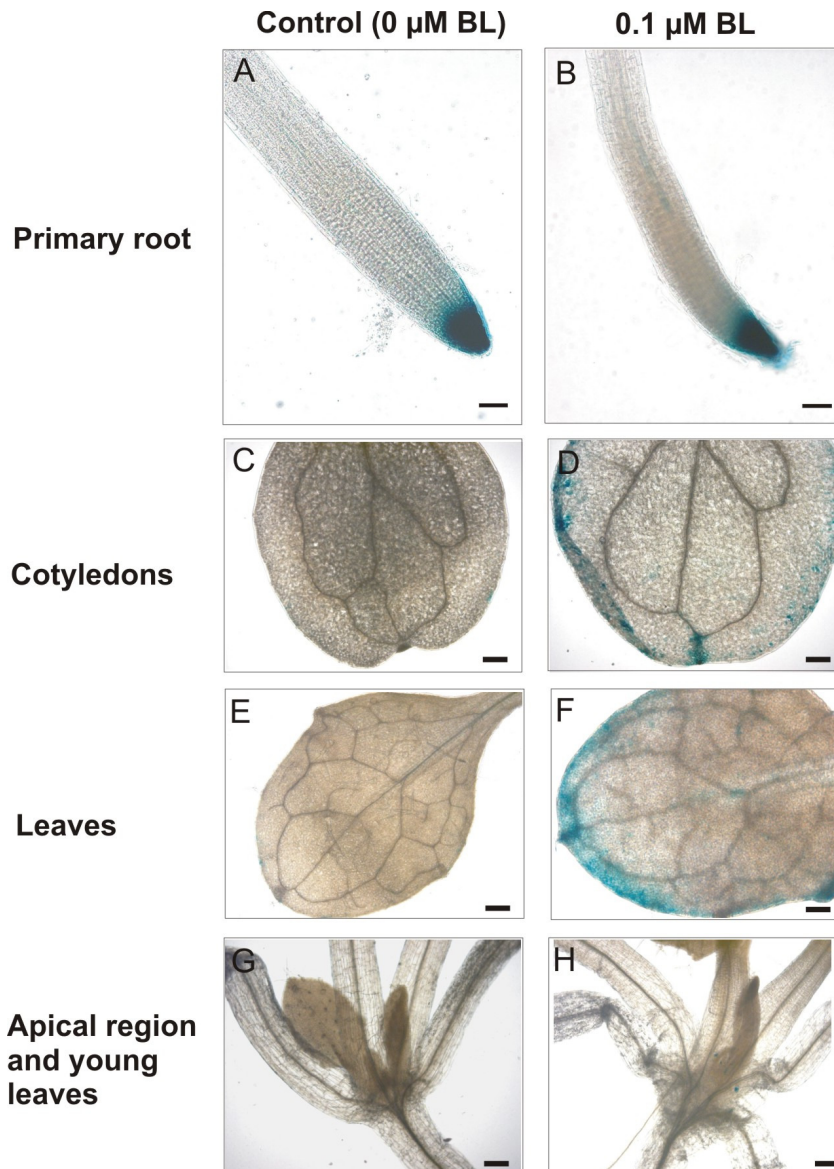 Control (0 µM BL) 0.1 µM BL
A B
Primary root
C D
Cotyledons
E F
Leaves
G H
Apical region
and young
leaves